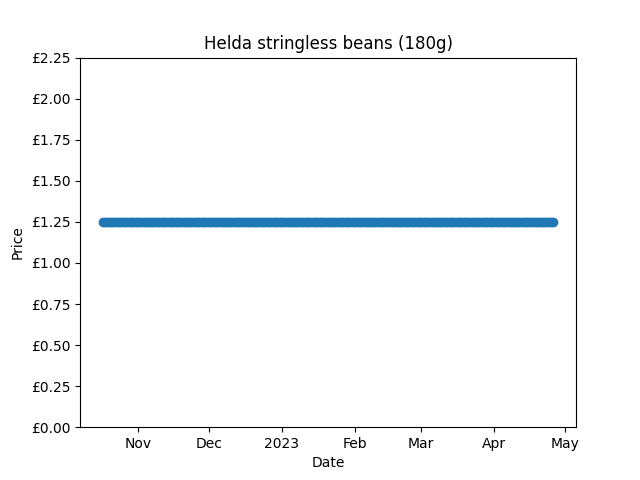 Helda stringless beans (180g)
£2.25
£2.00
£1.75
£1.50
£1.25
£1.00
£0.75
£0.50
£0.25
£0.00
Price
Nov Dec 2023 Feb Mar Apr May
Date